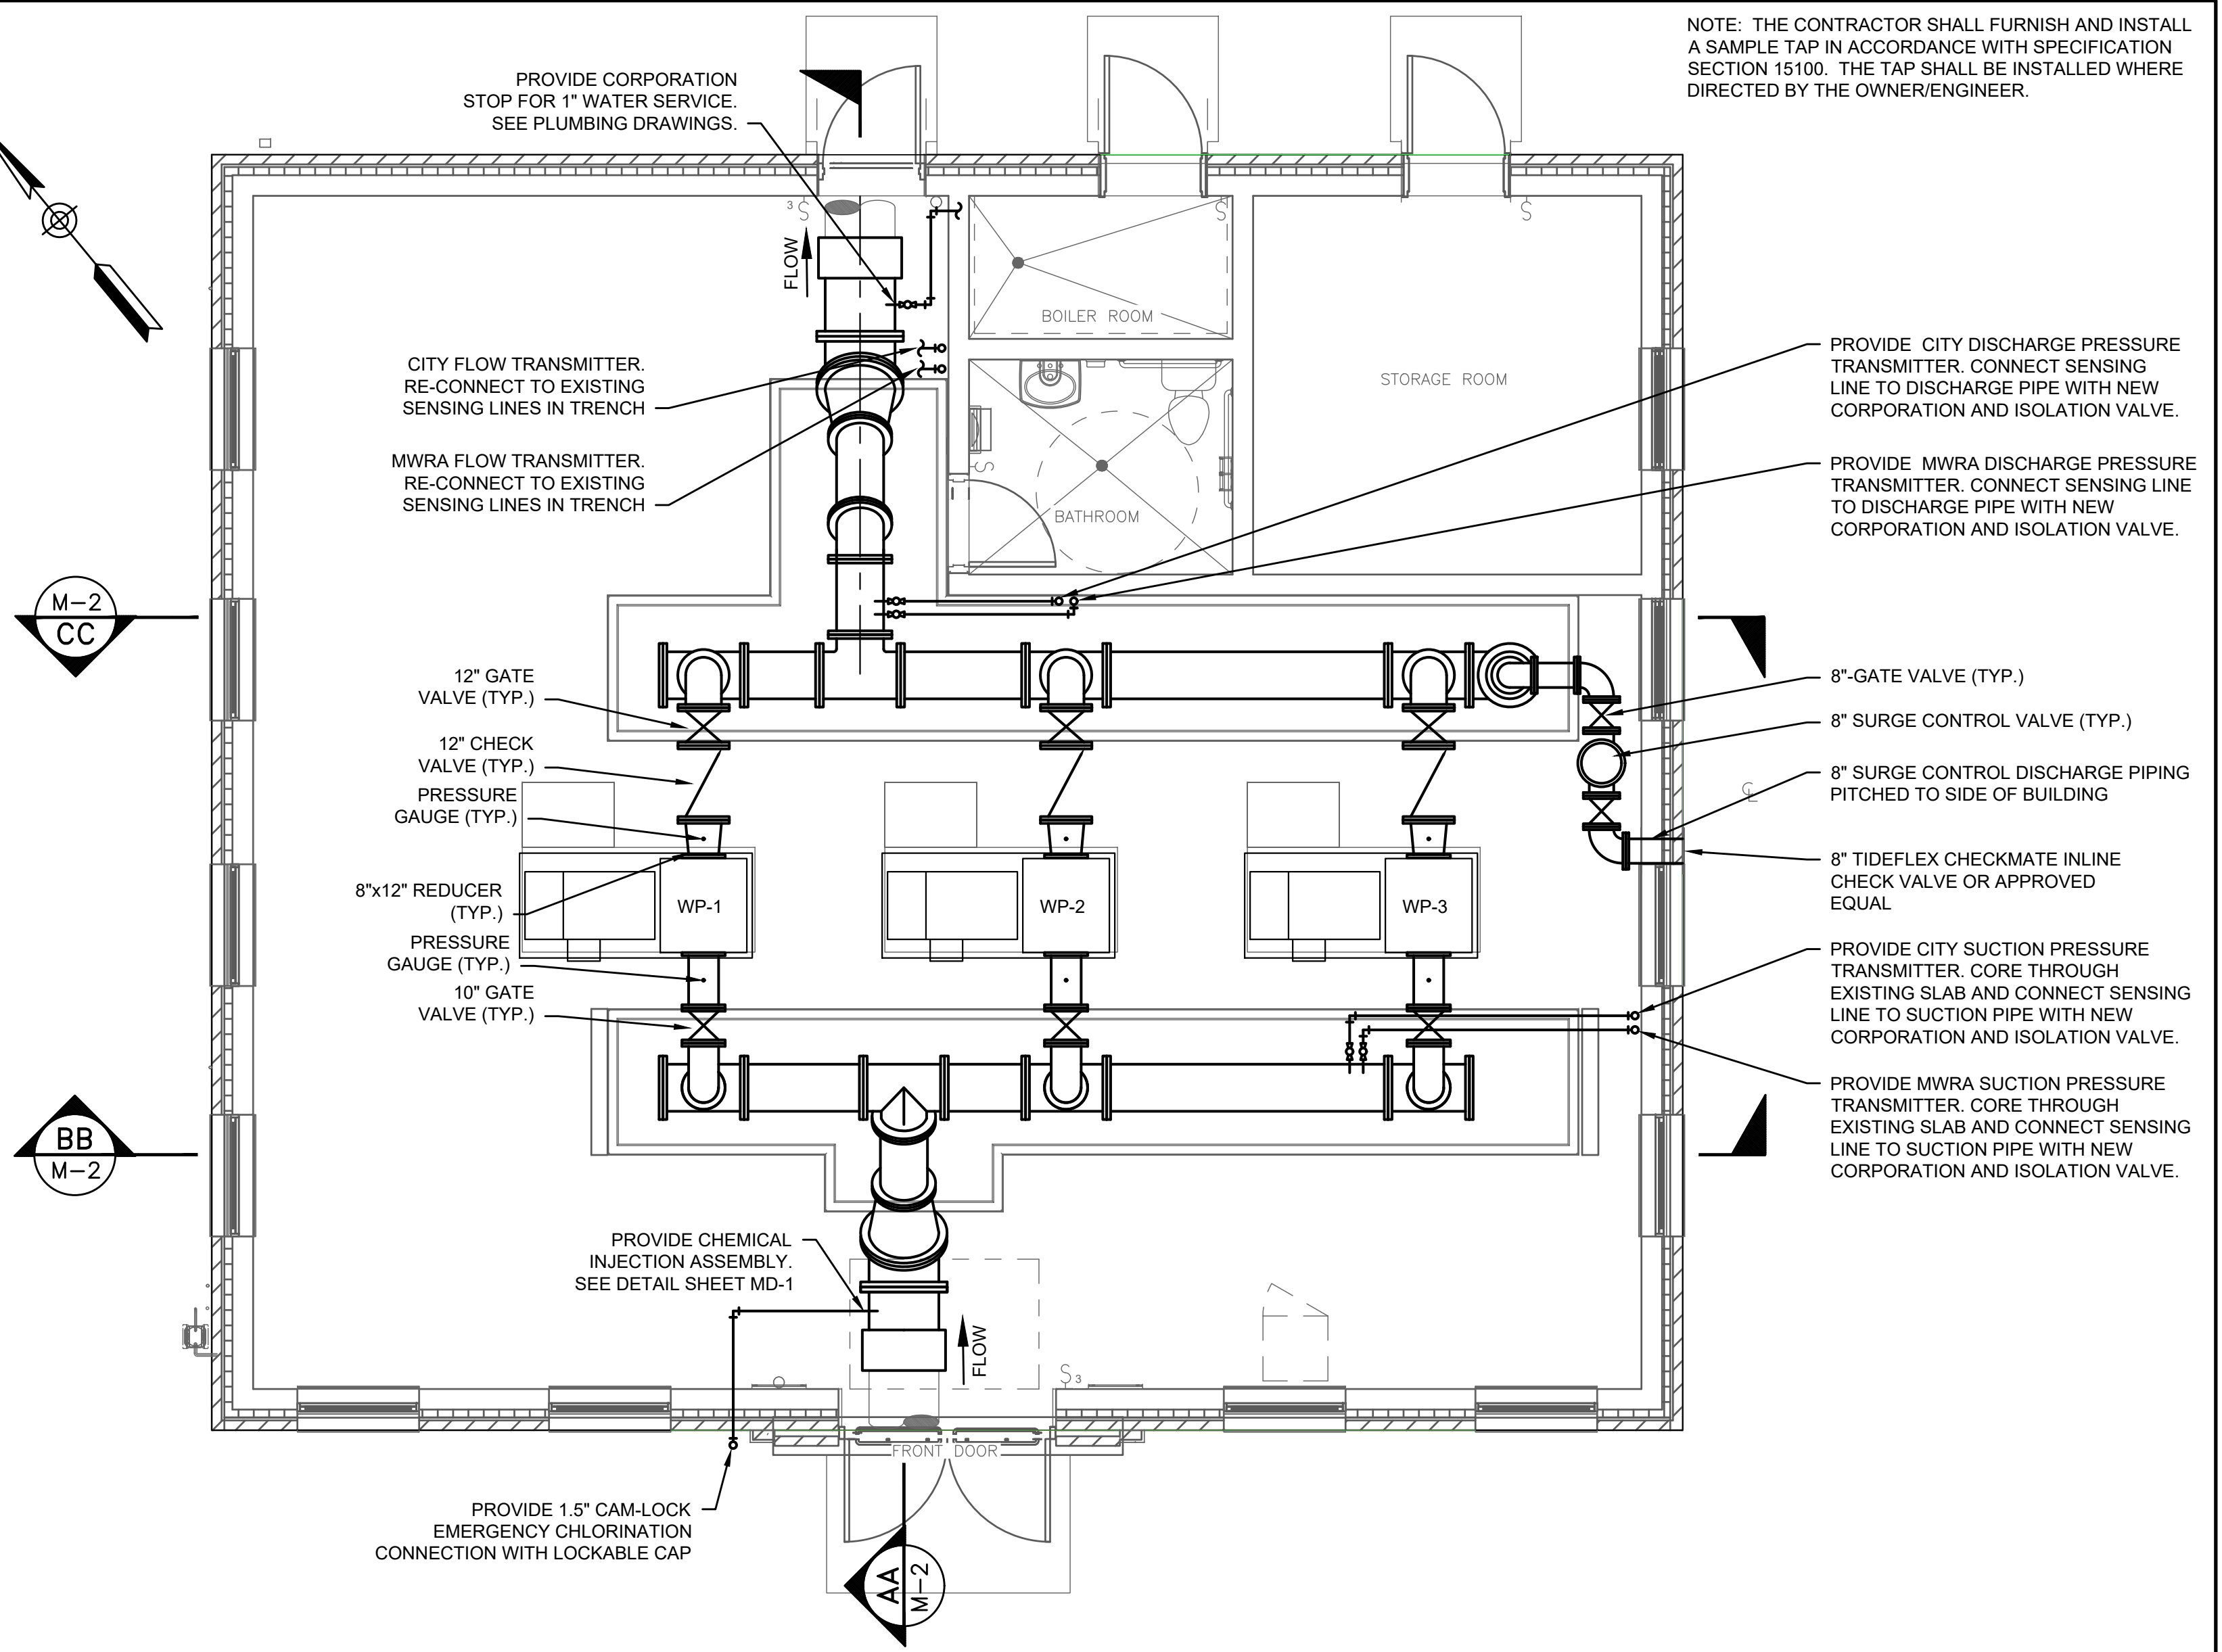 NOTE: THE CONTRACTOR SHALL FURNISH AND INSTALL
A SAMPLE TAP IN ACCORDANCE WITH SPECIFICATION
SECTION 15100. THE TAP SHALL BE INSTALLED WHERE
DIRECTED BY THE OWNER/ENGINEER.
PROVIDE CORPORATION
STOP FOR 1" WATER SERVICE.
SEE PLUMBING DRAWINGS.
3 S
S
S
FLOW
BOILER ROOM
CITY FLOW TRANSMITTER.
RE-CONNECT TO EXISTING
SENSING LINES IN TRENCH
MWRA FLOW TRANSMITTER.
RE-CONNECT TO EXISTING
SENSING LINES IN TRENCH
STORAGE ROOM
S
BATHROOM
PROVIDE CITY DISCHARGE PRESSURE
TRANSMITTER. CONNECT SENSING
LINE TO DISCHARGE PIPE WITH NEW
CORPORATION AND ISOLATION VALVE.
PROVIDE MWRA DISCHARGE PRESSURE
TRANSMITTER. CONNECT SENSING LINE
TO DISCHARGE PIPE WITH NEW
CORPORATION AND ISOLATION VALVE.
M-2
CC
12" GATE
VALVE (TYP.)
12" CHECK
VALVE (TYP.)
PRESSURE
GAUGE (TYP.)
8"x12" REDUCER
(TYP.)
PRESSURE
GAUGE (TYP.)
10" GATE
VALVE (TYP.)
WP-1
WP-2
WP-3
8"-GATE VALVE (TYP.)
8" SURGE CONTROL VALVE (TYP.)
8" SURGE CONTROL DISCHARGE PIPING
PITCHED TO SIDE OF BUILDING
CL
8" TIDEFLEX CHECKMATE INLINE
CHECK VALVE OR APPROVED
EQUAL
PROVIDE CITY SUCTION PRESSURE
TRANSMITTER. CORE THROUGH
EXISTING SLAB AND CONNECT SENSING
LINE TO SUCTION PIPE WITH NEW
CORPORATION AND ISOLATION VALVE.
PROVIDE MWRA SUCTION PRESSURE
TRANSMITTER. CORE THROUGH
EXISTING SLAB AND CONNECT SENSING
LINE TO SUCTION PIPE WITH NEW
CORPORATION AND ISOLATION VALVE.
BB
M-2
PROVIDE CHEMICAL
INJECTION ASSEMBLY.
SEE DETAIL SHEET MD-1
FLOW
S 3
FRONT DOOR
PROVIDE 1.5" CAM-LOCK
EMERGENCY CHLORINATION
CONNECTION WITH LOCKABLE CAP
AA
M-2